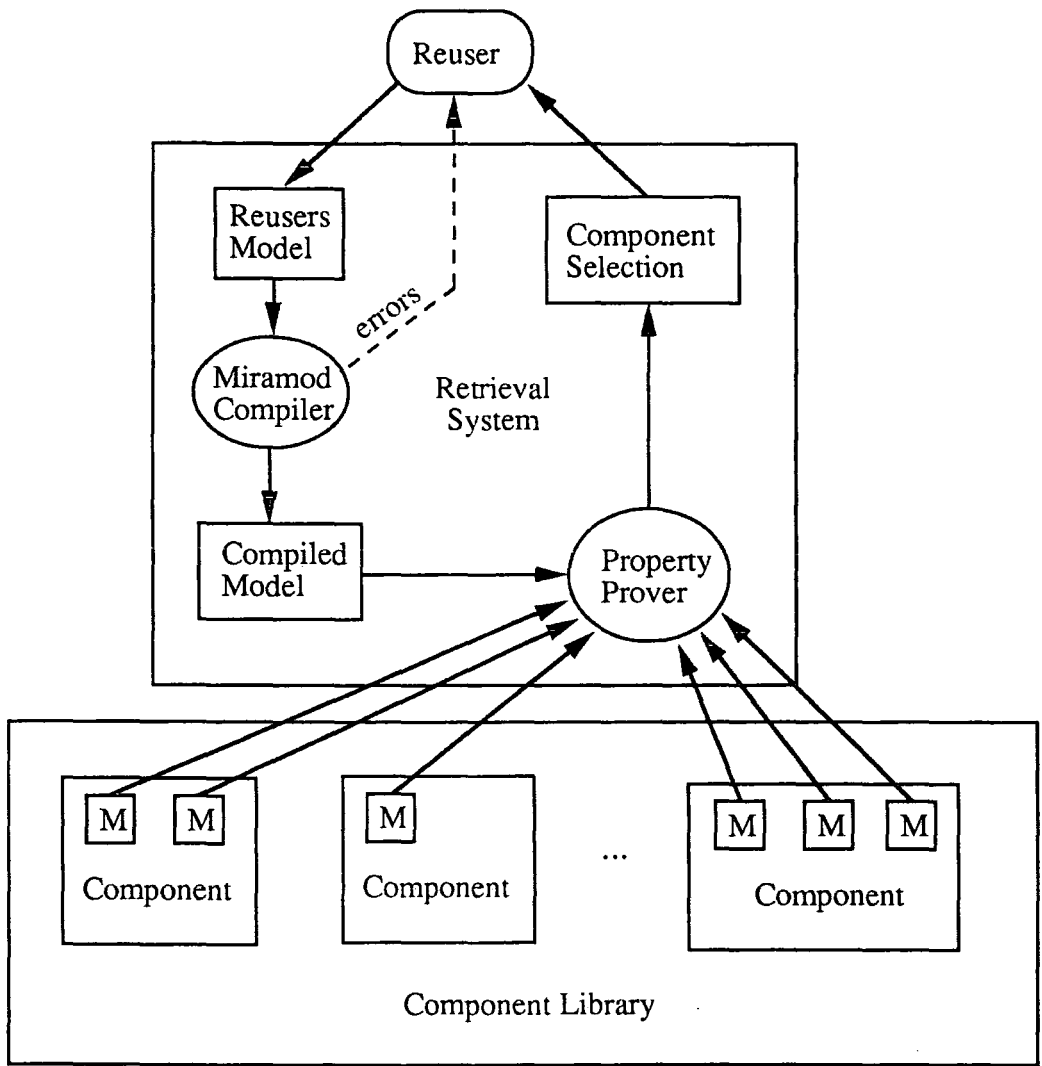 Reuser
Reusers
Model
Component
Selection
errors
Miramod
Compiler
Retrieval
System
Compiled
Model
Property
Prover
M
M
M
M
M
M
Component
Component
...
Component
Component Library